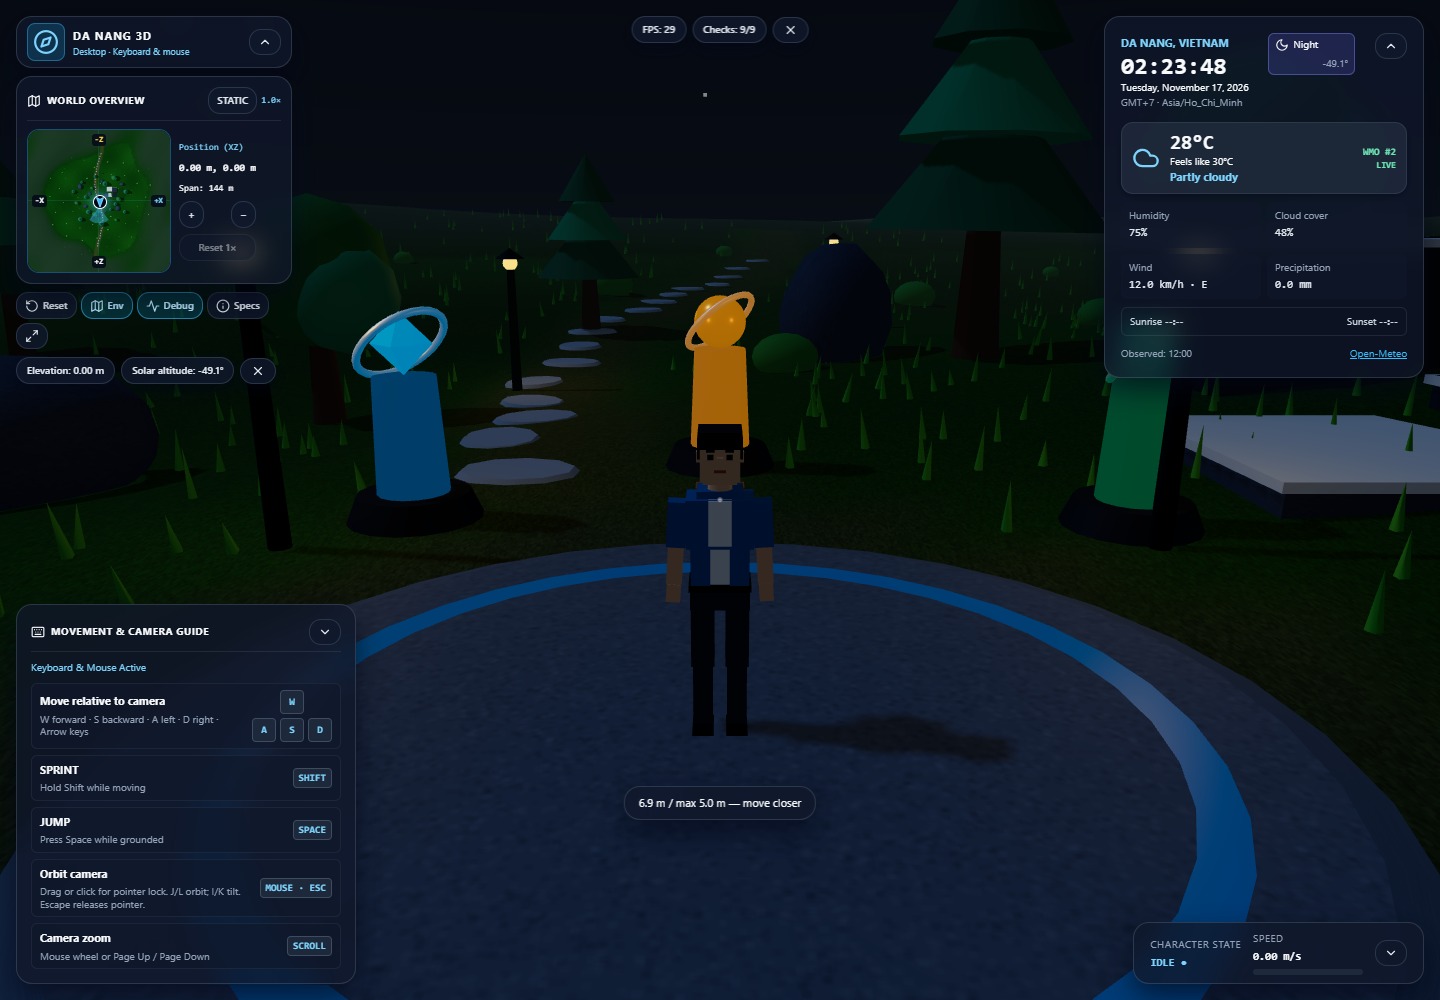 DA NANG 3D
Desktop · Keyboard & mouse
WORLD OVERVIEW
STATIC
1.0×
-Z
-X
+X
+Z
Position (XZ)
0.00 m, 0.00 m
Span: 144 m
+
−
Reset 1×
Reset
Env
Debug
Specs
Elevation: 0.00 m
Solar altitude: -49.1°
FPS: 29
Checks: 9/9
DA NANG, VIETNAM
02:23:48
Tuesday, November 17, 2026
GMT+7 · Asia/Ho_Chi_Minh
Night
-49.1°
28°C
Feels like 30°C
Partly cloudy
WMO #2
LIVE
Humidity
75%
Cloud cover
48%
Wind
12.0 km/h · E
Precipitation
0.0 mm
Sunrise --:--
Sunset --:--
Observed: 12:00
Open-Meteo
MOVEMENT & CAMERA GUIDE
Keyboard & Mouse Active
Move relative to camera
W forward · S backward · A left · D right ·
Arrow keys
W
A
S
D
SPRINT
Hold Shift while moving
SHIFT
JUMP
Press Space while grounded
SPACE
Orbit camera
Drag or click for pointer lock. J/L orbit; I/K tilt.
Escape releases pointer.
MOUSE · ESC
Camera zoom
Mouse wheel or Page Up / Page Down
SCROLL
6.9 m / max 5.0 m — move closer
CHARACTER STATE
IDLE
SPEED
0.00 m/s